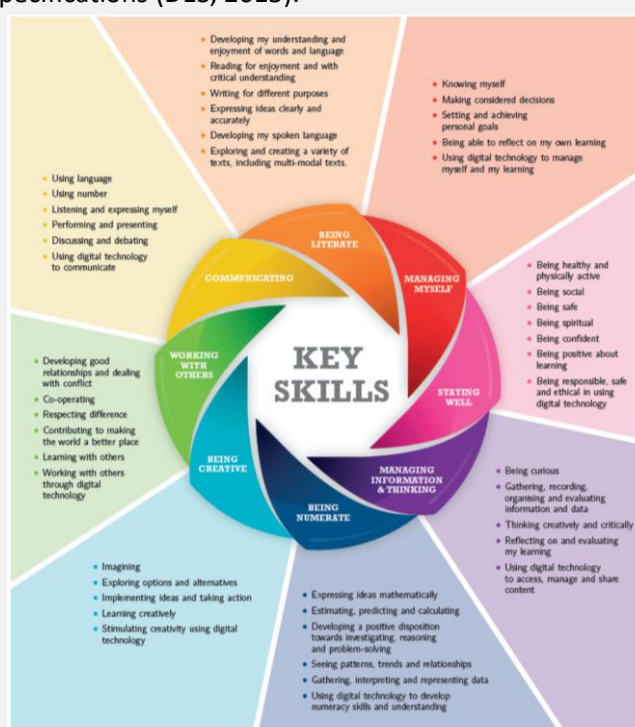 pecifications (DES, 2015).
• Developing my understanding and
enjoyment of words and language
• Reading for enjoyment and with
critical understanding
• Writing for different purposes
• Expressing ideas clearly and
accurately
• Developing my spoken language
• Exploring and creating a variety of
texts, including multi-modal texts.
• Knowing myself
• Making considered decisions
• Setting and achieving
personal goals
• Being able to reflect on my own learning
• Using digital technology to manage
myself and my learning
• Using language
• Using number
• Listening and expressing myself
• Performing and presenting
• Discussing and debating
• Using digital technology
to communicate
• Being healthy and
physically active
• Being social
• Being safe
• Being spiritual
• Being confident
• Being positive about
learning
• Being responsible, safe
and ethical in using
digital technology
BEING
LITERATE
COMMUNICATING
MANAGING
MYSELF
WORKING
WITH
OTHERS
KEY
SKILLS
STAYING
WELL
BEING
CREATIVE
MANAGING
INFORMATION
& THINKING
BEING
NUMERATE
• Developing good
relationships and dealing
with conflict
• Co-operating
• Respecting difference
• Contributing to making
the world a better place
• Learning with others
• Working with others
through digital
technology
• Being curious
• Gathering, recording,
organising and evaluating
information and data
• Thinking creatively and critically
• Reflecting on and evaluating
my learning
• Using digital technology
to access, manage and share
content
• Imagining
• Exploring options and alternatives
• Implementing ideas and taking action
• Learning creatively
• Stimulating creativity using digital
technology
• Expressing ideas mathematically
• Estimating, predicting and calculating
• Developing a positive disposition
towards investigating, reasoning
and problem-solving
• Seeing patterns, trends and relationships
• Gathering, interpreting and representing data
• Using digital technology to develop
numeracy skills and understanding